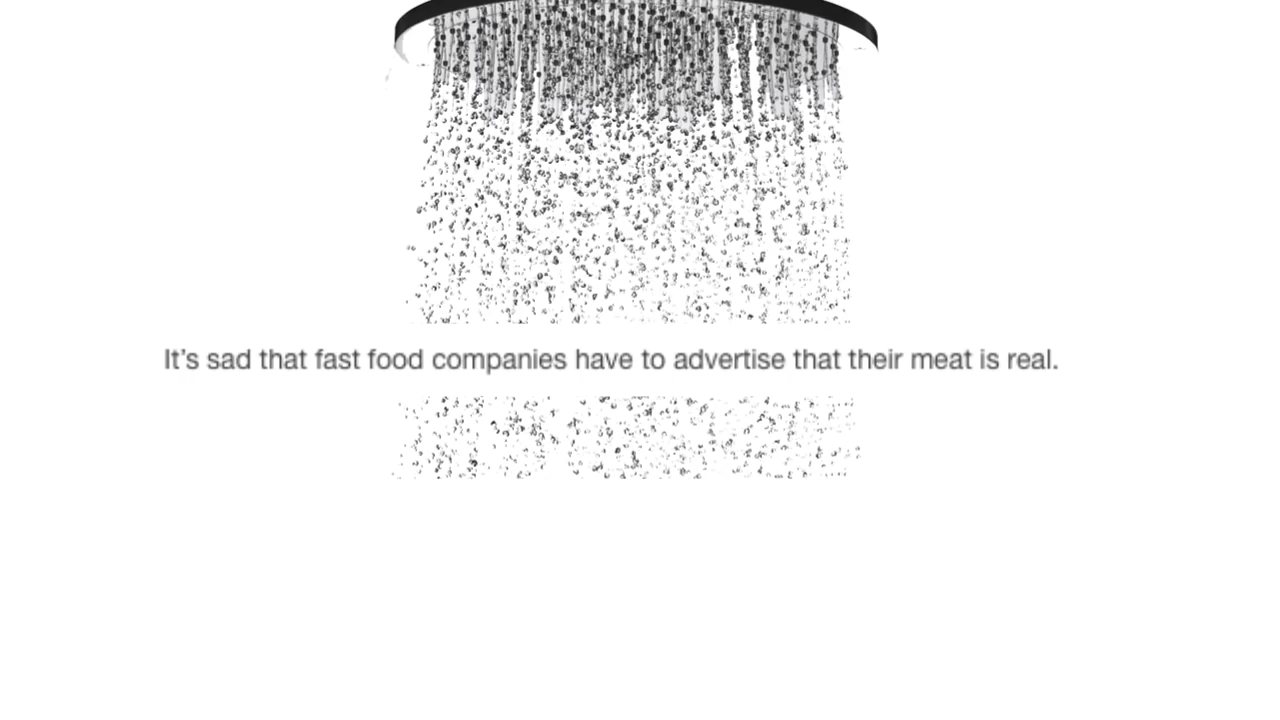 It’s sad that fast food companies have to advertise that their meat is real.